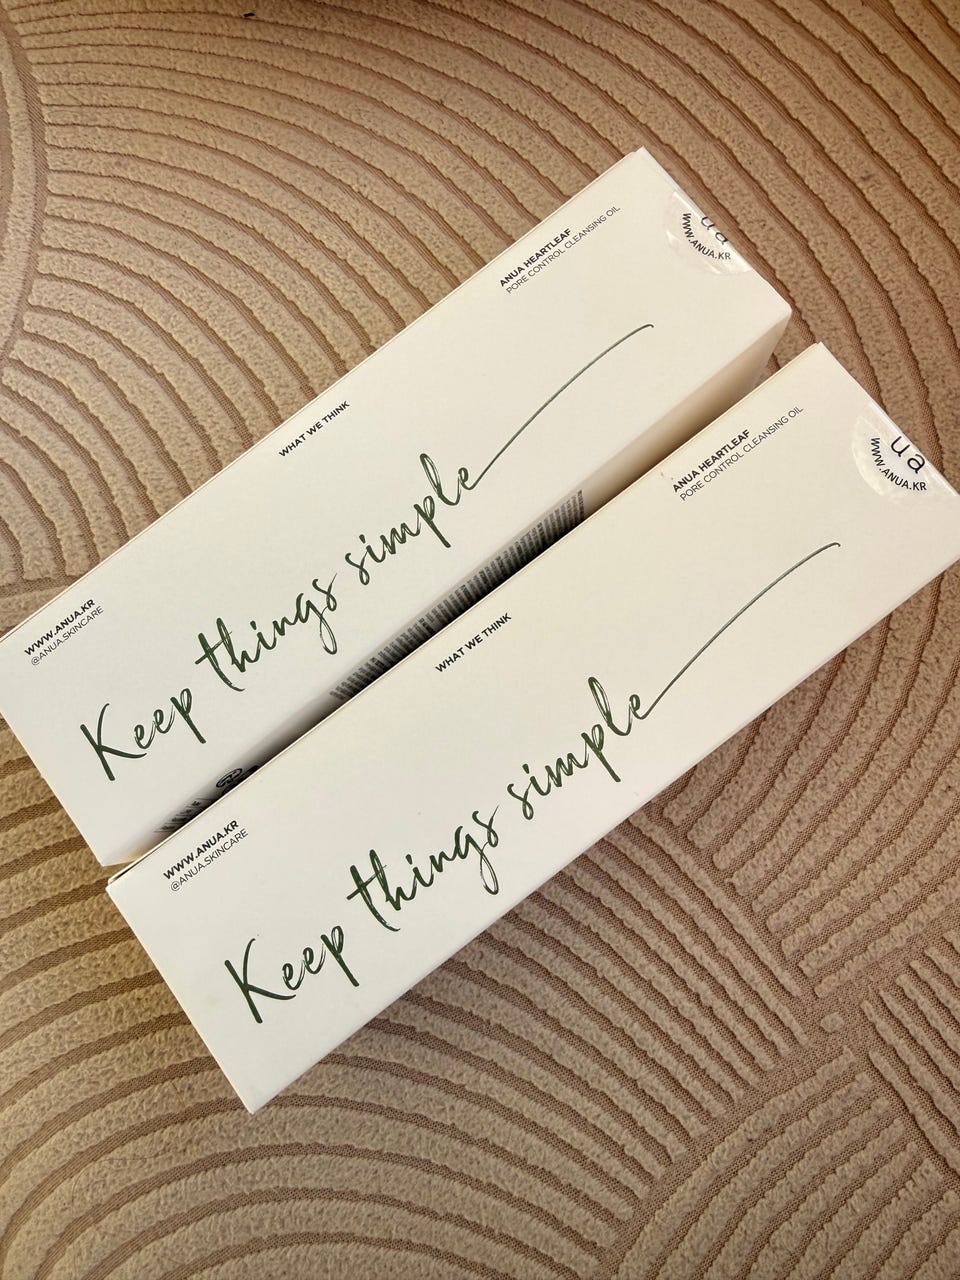 ua
WWW.ANUA.KR
ANUA HEARTLEAF
PORE CONTROL CLEANSING OIL
WHAT WE THINK
Keep things simple
WWW.ANUA.KR
@ANUA.SKINCARE
ua
WWW.ANUA.KR
ANUA HEARTLEAF
PORE CONTROL CLEANSING OIL
WHAT WE THINK
Keep things simple
WWW.ANUA.KR
@ANUA.SKINCARE